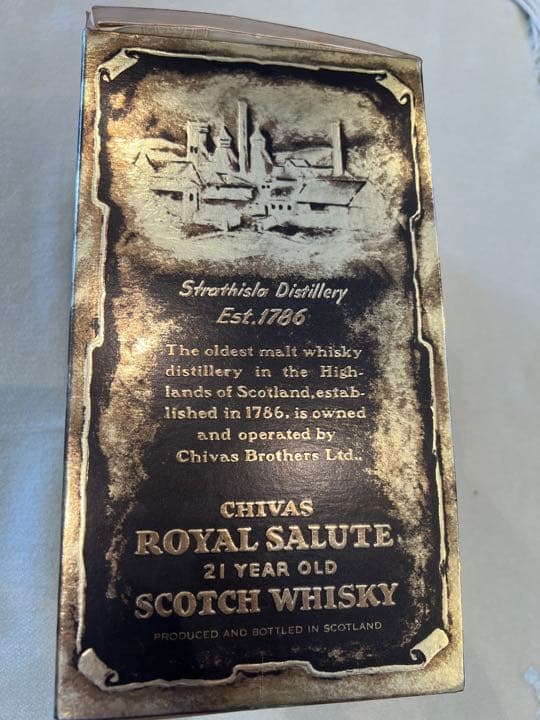 Strathisla Distillery
Est.1786
The oldest malt whisky
distillery in the High-
lands of Scotland,estab-
lished in 1786, is owned
and operated by
Chivas Brothers Ltd.,
CHIVAS
ROYAL SALUTE
21 YEAR OLD
SCOTCH WHISKY
PRODUCED AND BOTTLED IN SCOTLAND